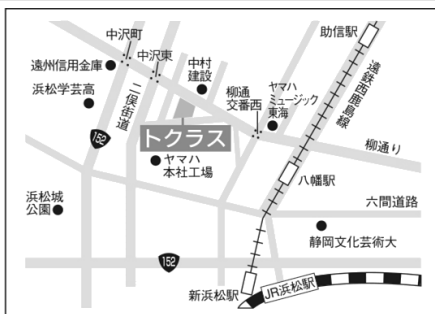 助信駅
中沢町
中沢東
遠州信用金庫
中村
建設
柳通
交番西
ヤマハ
ミュージック
東海
遠鉄西鹿島線
浜松学芸高
二俣街道
トクラス
柳通り
152
ヤマハ
本社工場
八幡駅
浜松城
公園
六間道路
静岡文化芸術大
152
新浜松駅
JR浜松駅